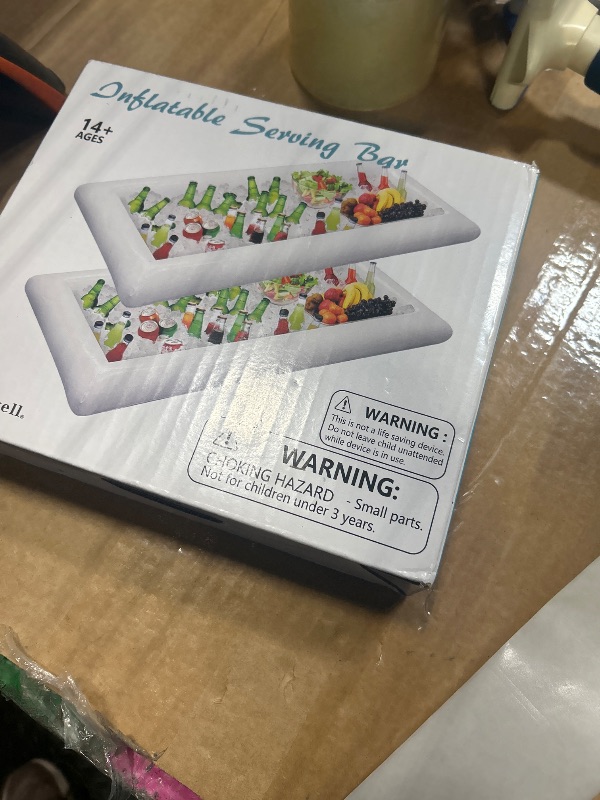 Inflatable Serving Bar
14+
AGES
WARNING:
This is not a life saving device.
Do not leave child unattended
while device is in use.
WARNING:
CHOKING HAZARD - Small parts.
Not for children under 3 years.